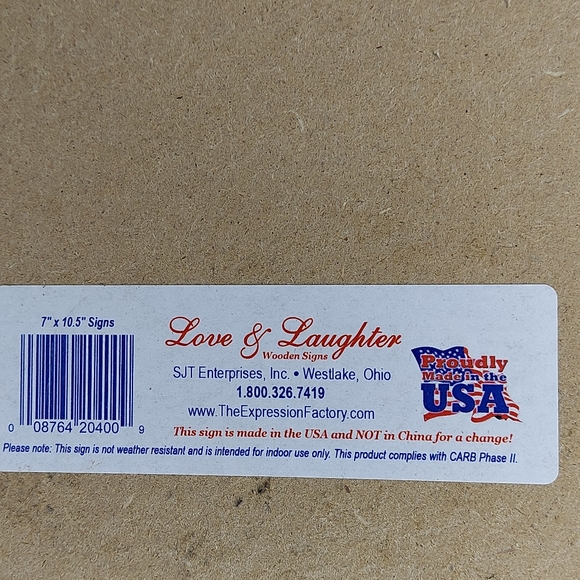 7" x 10.5" Signs
0 08764 20400 9
Love & Laughter
Wooden Signs
SJT Enterprises, Inc. • Westlake, Ohio
1.800.326.7419
www.TheExpressionFactory.com
Proudly
Made in the
USA
This sign is made in the USA and NOT in China for a change!
Please note: This sign is not weather resistant and is intended for indoor use only. This product complies with CARB Phase II.